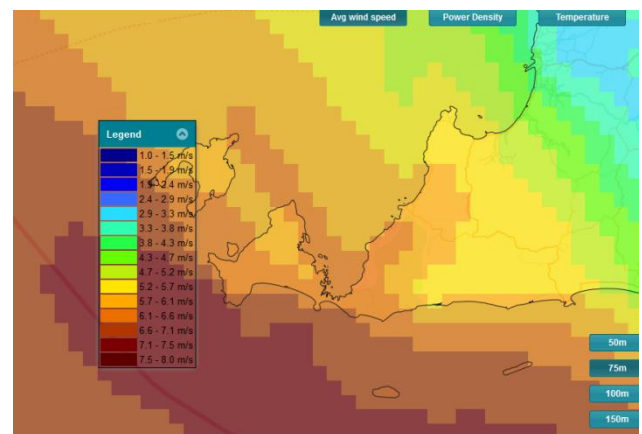 Avg wind speed
Power Density
Temperature
Legend
1.0 - 1.5 m/s
1.5 - 1.9 m/s
1.9 - 2.4 m/s
2.4 - 2.9 m/s
2.9 - 3.3 m/s
3.3 - 3.8 m/s
3.8 - 4.3 m/s
4.3 - 4.7 m/s
4.7 - 5.2 m/s
5.2 - 5.7 m/s
5.7 - 6.1 m/s
6.1 - 6.6 m/s
6.6 - 7.1 m/s
7.1 - 7.5 m/s
7.5 - 8.0 m/s
50m
75m
100m
150m